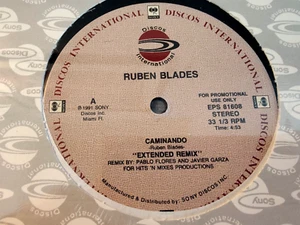 DISCOS INTERNATIONAL
Discos
International
RUBEN BLADES
A
℗1991 SONY
Discos Inc.
Miami FL
FOR PROMOTIONAL
USE ONLY
EPS 81608
STEREO
33 1/3 RPM
Time: 4:53
CAMINANDO
-Ruben Blades-
"EXTENDED REMIX"
REMIX BY: PABLO FLORES AND JAVIER GARZA
FOR HITS 'N MIXES PRODUCTIONS
Manufactured & Distributed by: SONY DISCOS INC.